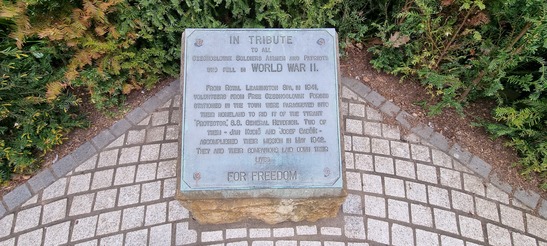 IN TRIBUTE
TO ALL
CZECHOSLOVAK SOLDIERS AIRMEN AND PATRIOTS
WHO FELL IN WORLD WAR II.
FROM ROYAL LEAMINGTON SPA, IN 1941,
VOLUNTEERS FROM FREE CZECHOSLOVAK FORCES
STATIONED IN THE TOWN WERE PARACHUTED INTO
THEIR HOMELAND TO RID IT OF THE TYRANT
'PROTECTOR', S.S. GENERAL HEYDRICH. TWO OF
THEM - JAN KUBIŠ AND JOZEF GABČÍK -
ACCOMPLISHED THEIR MISSION IN MAY 1942.
THEY AND THEIR COMPANIONS LAID DOWN THEIR
LIVES
FOR FREEDOM